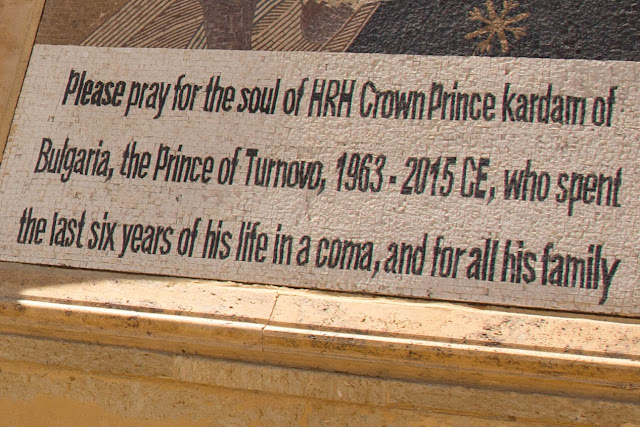 Please pray for the soul of HRH Crown Prince kardam of
Bulgaria, the Prince of Turnovo, 1963 - 2015 CE, who spent
the last six years of his life in a coma, and for all his family